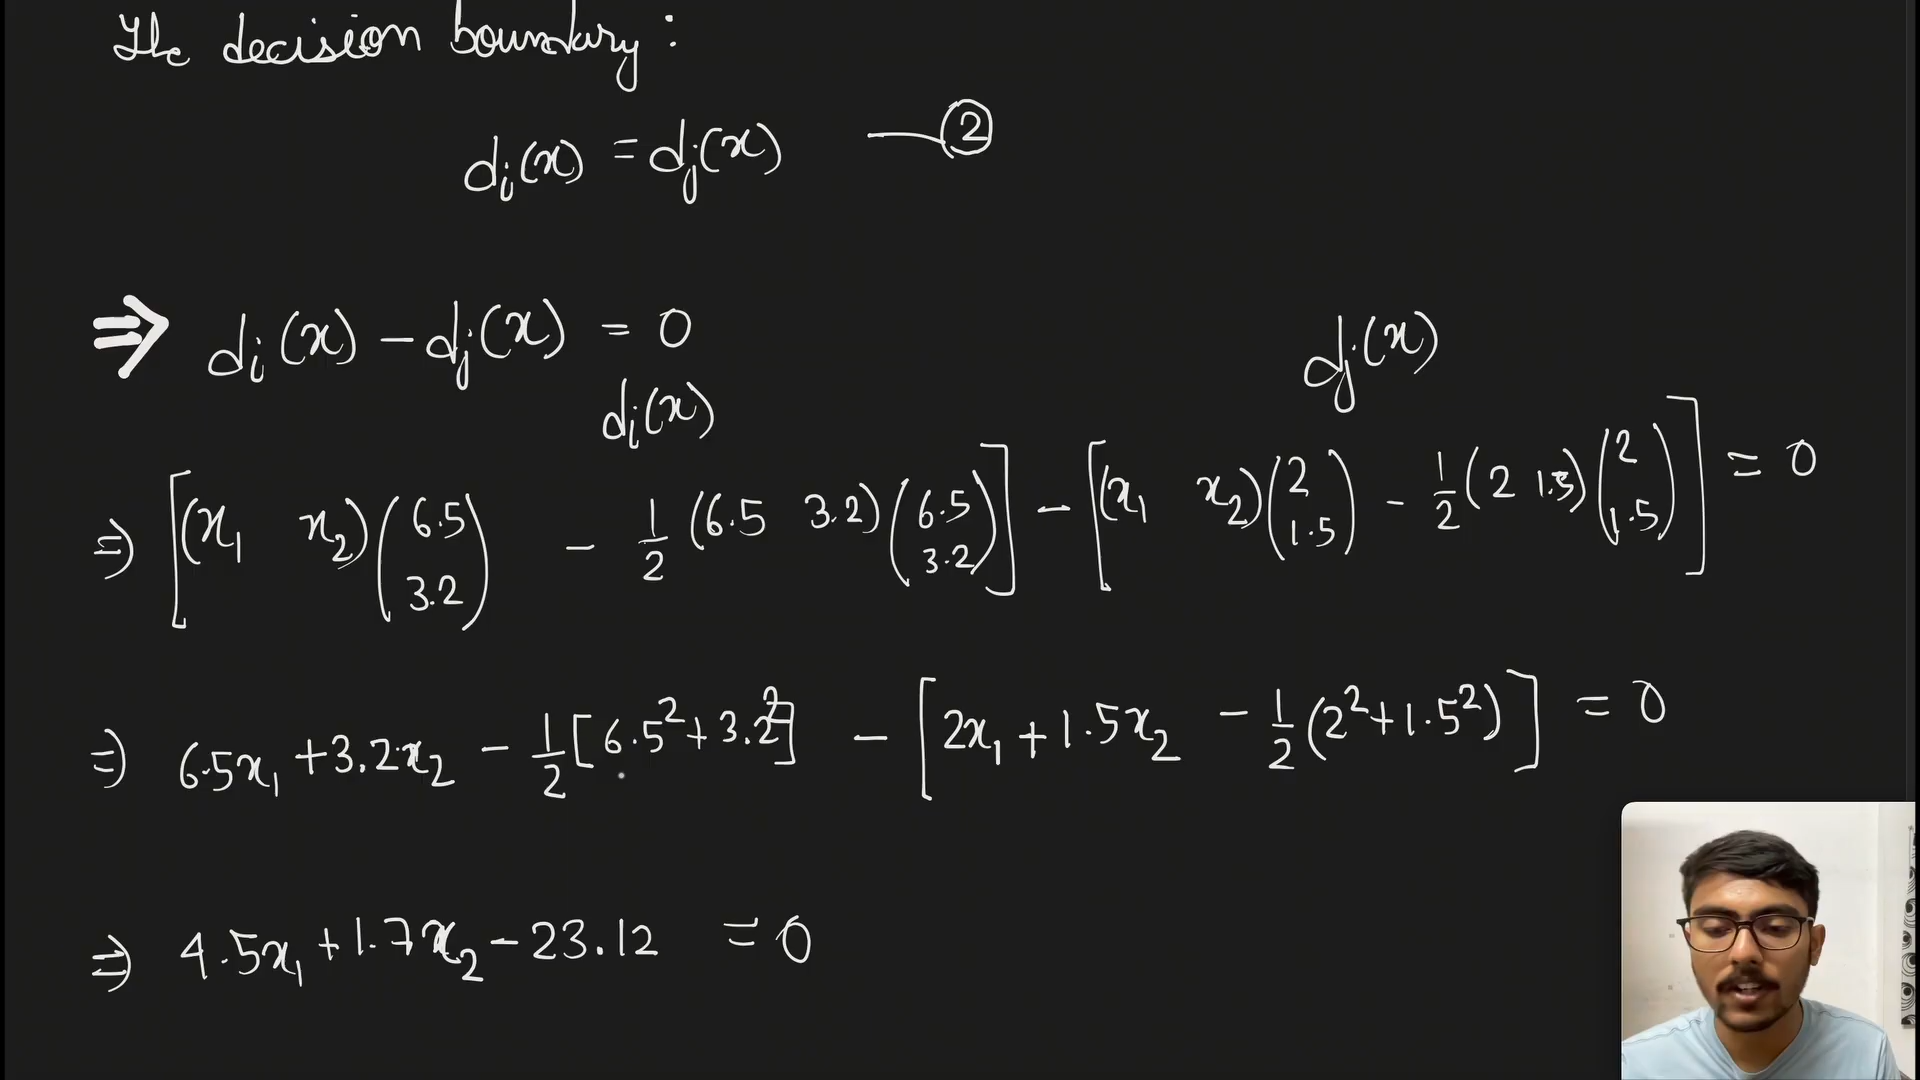 The decision boundary :
di(x) = dj(x) — ②
⇒ di(x) - dj(x) = 0
di(x) dj(x)
⇒ [(x₁ x₂)(6.5 3.2) - 1/2 (6.5 3.2)(6.5 3.2)] - [(x₁ x₂)(2 1.5) - 1/2 (2 1.5)(2 1.5)] = 0
⇒ 6.5x₁ + 3.2x₂ - 1/2 [6.5² + 3.2²] - [2x₁ + 1.5x₂ - 1/2 (2² + 1.5²)] = 0
⇒ 4.5x₁ + 1.7x₂ - 23.12 = 0